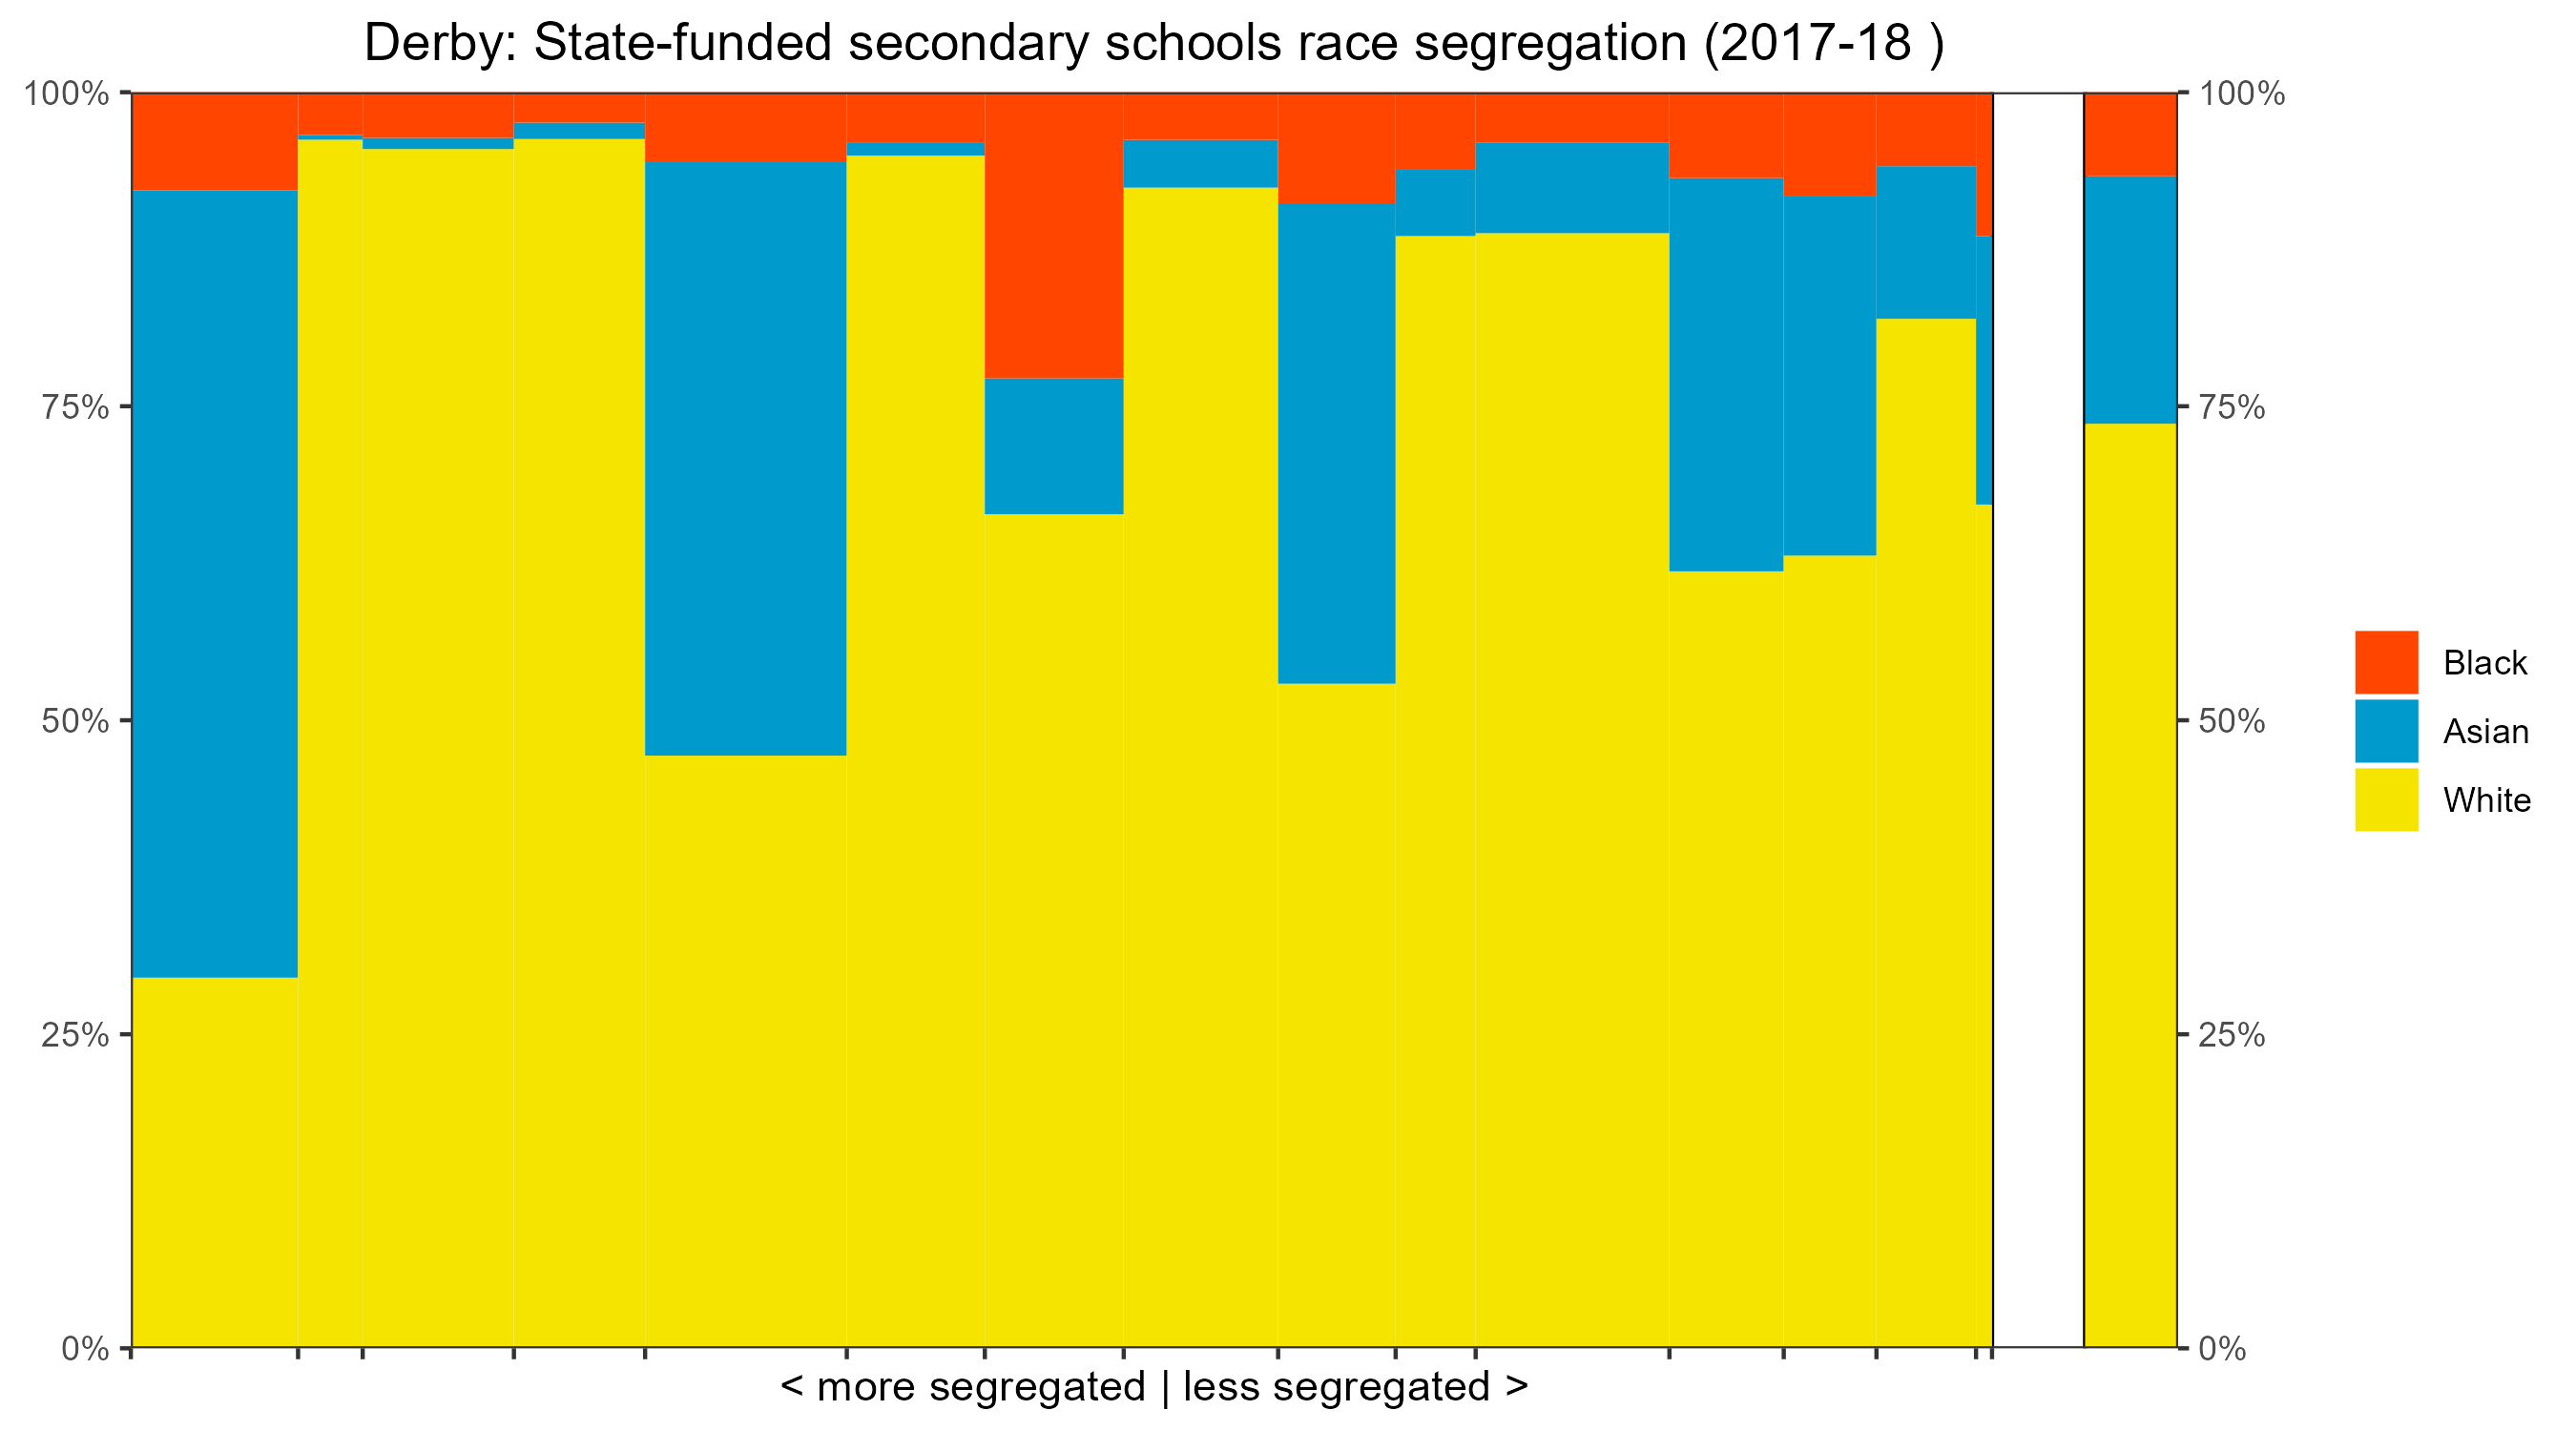 Derby: State-funded secondary schools race segregation (2017-18 )
100%
75%
50%
25%
0%
100%
75%
50%
25%
0%
Black
Asian
White
< more segregated | less segregated >